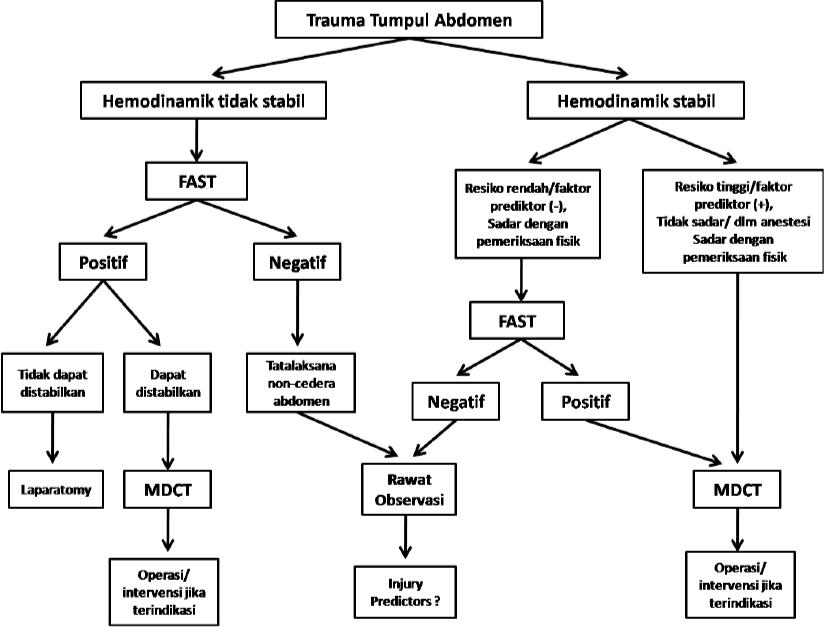 Trauma Tumpul Abdomen
Hemodinamik tidak stabil
Hemodinamik stabil
FAST
Resiko rendah/faktor
prediktor (-),
Sadar dengan
pemeriksaan fisik
Resiko tinggi/faktor
prediktor (+),
Tidak sadar/ dlm anestesi
Sadar dengan
pemeriksaan fisik
Positif
Negatif
FAST
Tidak dapat
distabilkan
Dapat
distabilkan
Tatalaksana
non-cedera
abdomen
Negatif
Positif
Laparatomy
MDCT
Rawat
Observasi
MDCT
Operasi/
intervensi jika
terindikasi
Injury
Predictors ?
Operasi/
intervensi jika
terindikasi